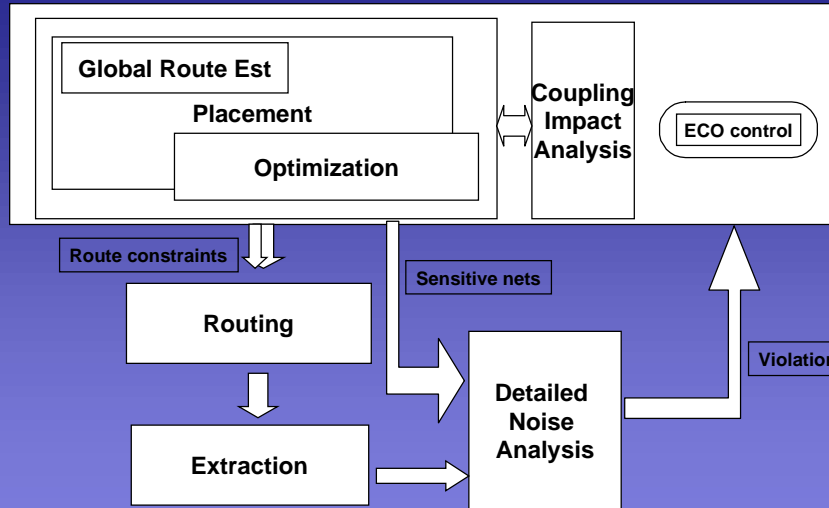 Global Route Est
Placement
Optimization
Coupling
Impact
Analysis
ECO control
Route constraints
Sensitive nets
Routing
Violation
Detailed
Noise
Analysis
Extraction